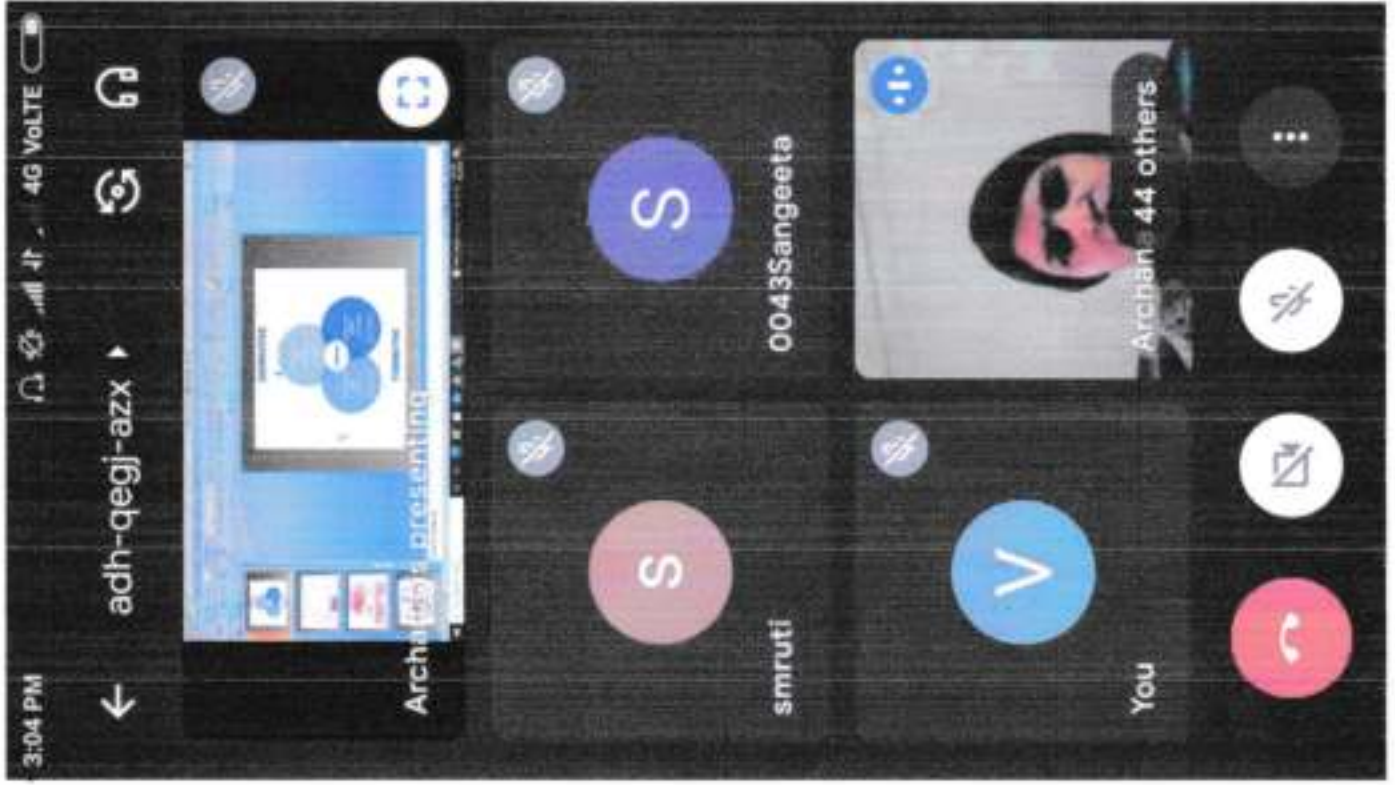 3:04 PM 4G VoLTE
adh-qegj-azx
Archana is presenting
S
S
smruti
0043Sangeeta
V
You
Archana 44 others